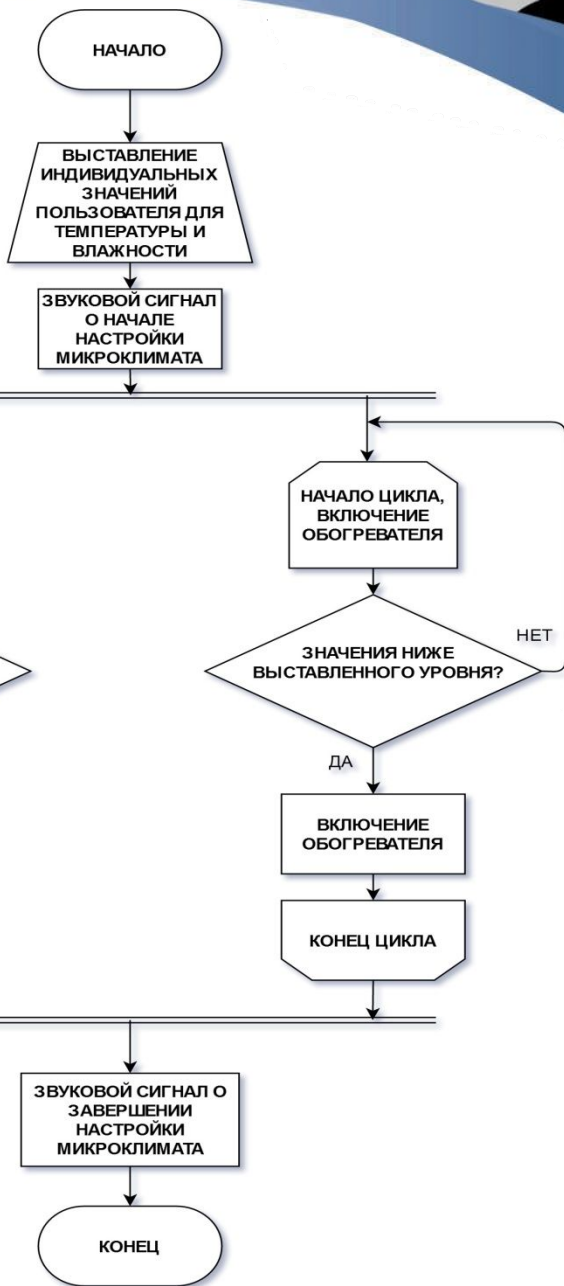 НАЧАЛО
ВЫСТАВЛЕНИЕ
ИНДИВИДУАЛЬНЫХ
ЗНАЧЕНИЙ
ПОЛЬЗОВАТЕЛЯ ДЛЯ
ТЕМПЕРАТУРЫ И
ВЛАЖНОСТИ
ЗВУКОВОЙ СИГНАЛ
О НАЧАЛЕ
НАСТРОЙКИ
МИКРОКЛИМАТА
НАЧАЛО ЦИКЛА,
ВКЛЮЧЕНИЕ
ОБОГРЕВАТЕЛЯ
ЗНАЧЕНИЯ НИЖЕ
ВЫСТАВЛЕННОГО УРОВНЯ?
НЕТ
ДА
ВКЛЮЧЕНИЕ
ОБОГРЕВАТЕЛЯ
КОНЕЦ ЦИКЛА
ЗВУКОВОЙ СИГНАЛ О
ЗАВЕРШЕНИИ
НАСТРОЙКИ
МИКРОКЛИМАТА
КОНЕЦ